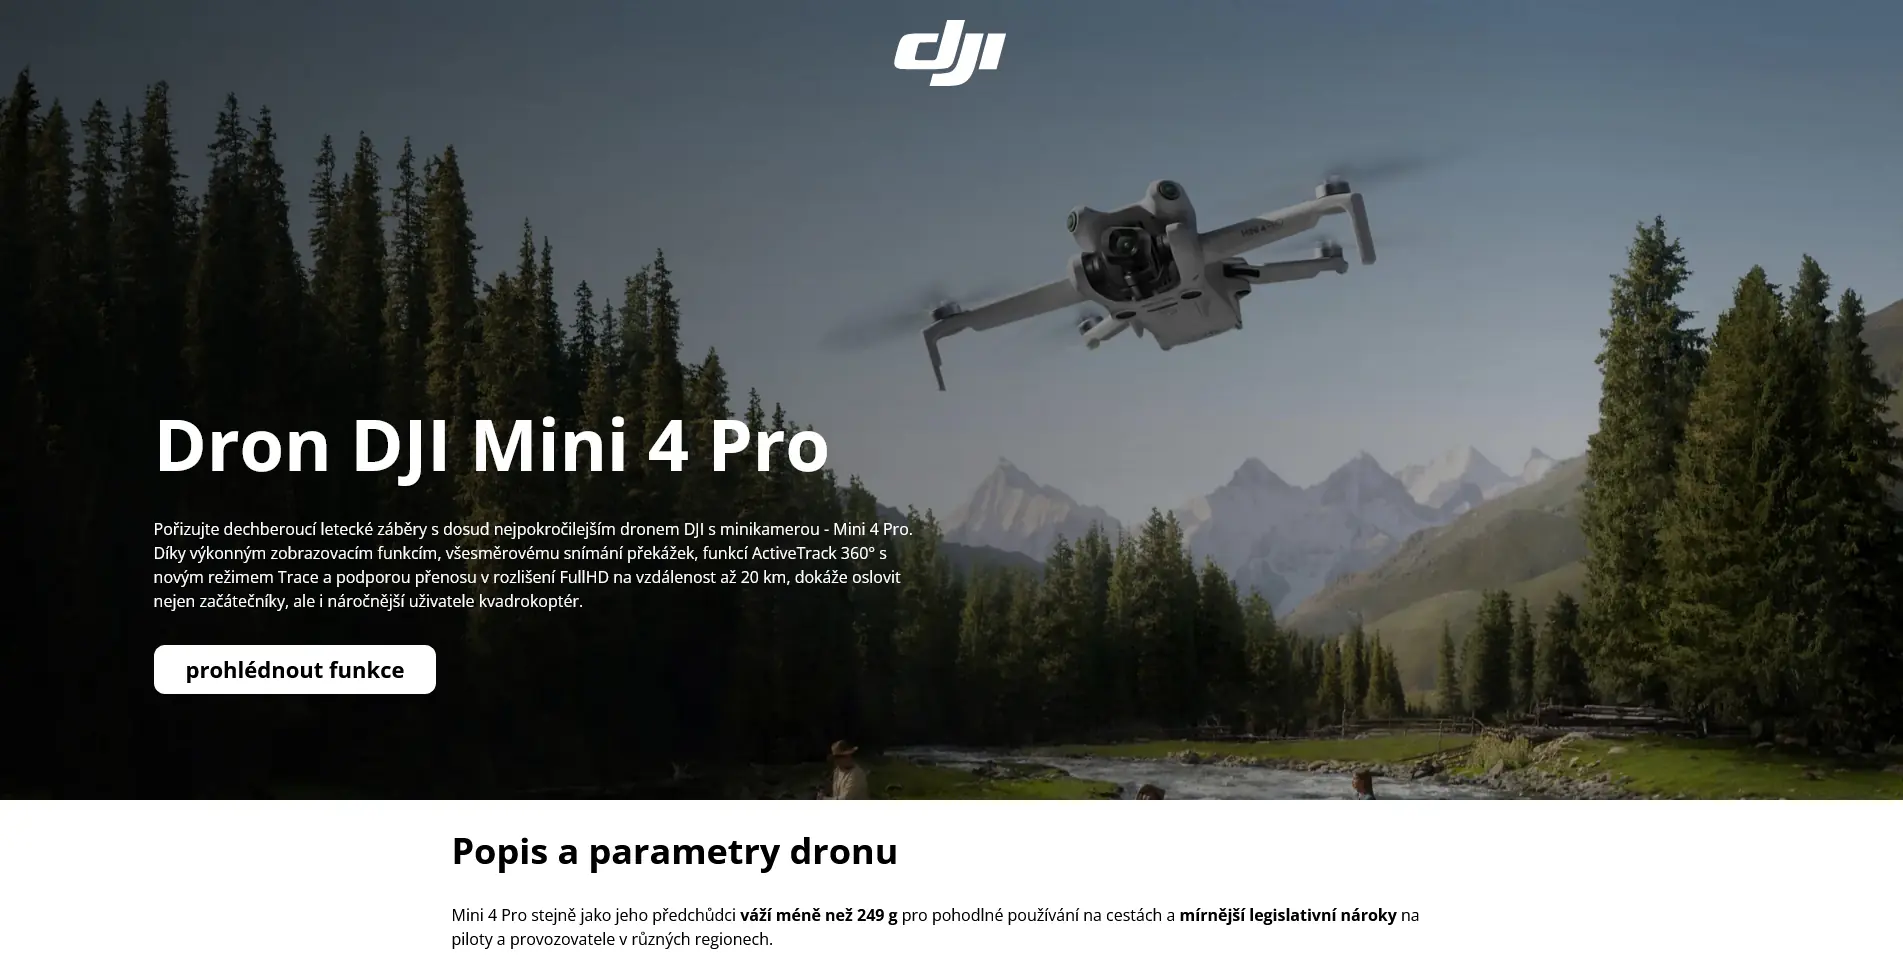 dji
MINI 4 PRO
Dron DJI Mini 4 Pro
Pořizujte dechberoucí letecké záběry s dosud nejpokročilejším dronem DJI s minikamerou - Mini 4 Pro.
Díky výkonným zobrazovacím funkcím, všesměrovému snímání překážek, funkcí ActiveTrack 360° s
novým režimem Trace a podporou přenosu v rozlišení FullHD na vzdálenost až 20 km, dokáže oslovit
nejen začátečníky, ale i náročnější uživatele kvadrokoptér.
prohlédnout funkce
Popis a parametry dronu
Mini 4 Pro stejně jako jeho předchůdci váží méně než 249 g pro pohodlné používání na cestách a mírnější legislativní nároky na
piloty a provozovatele v různých regionech.